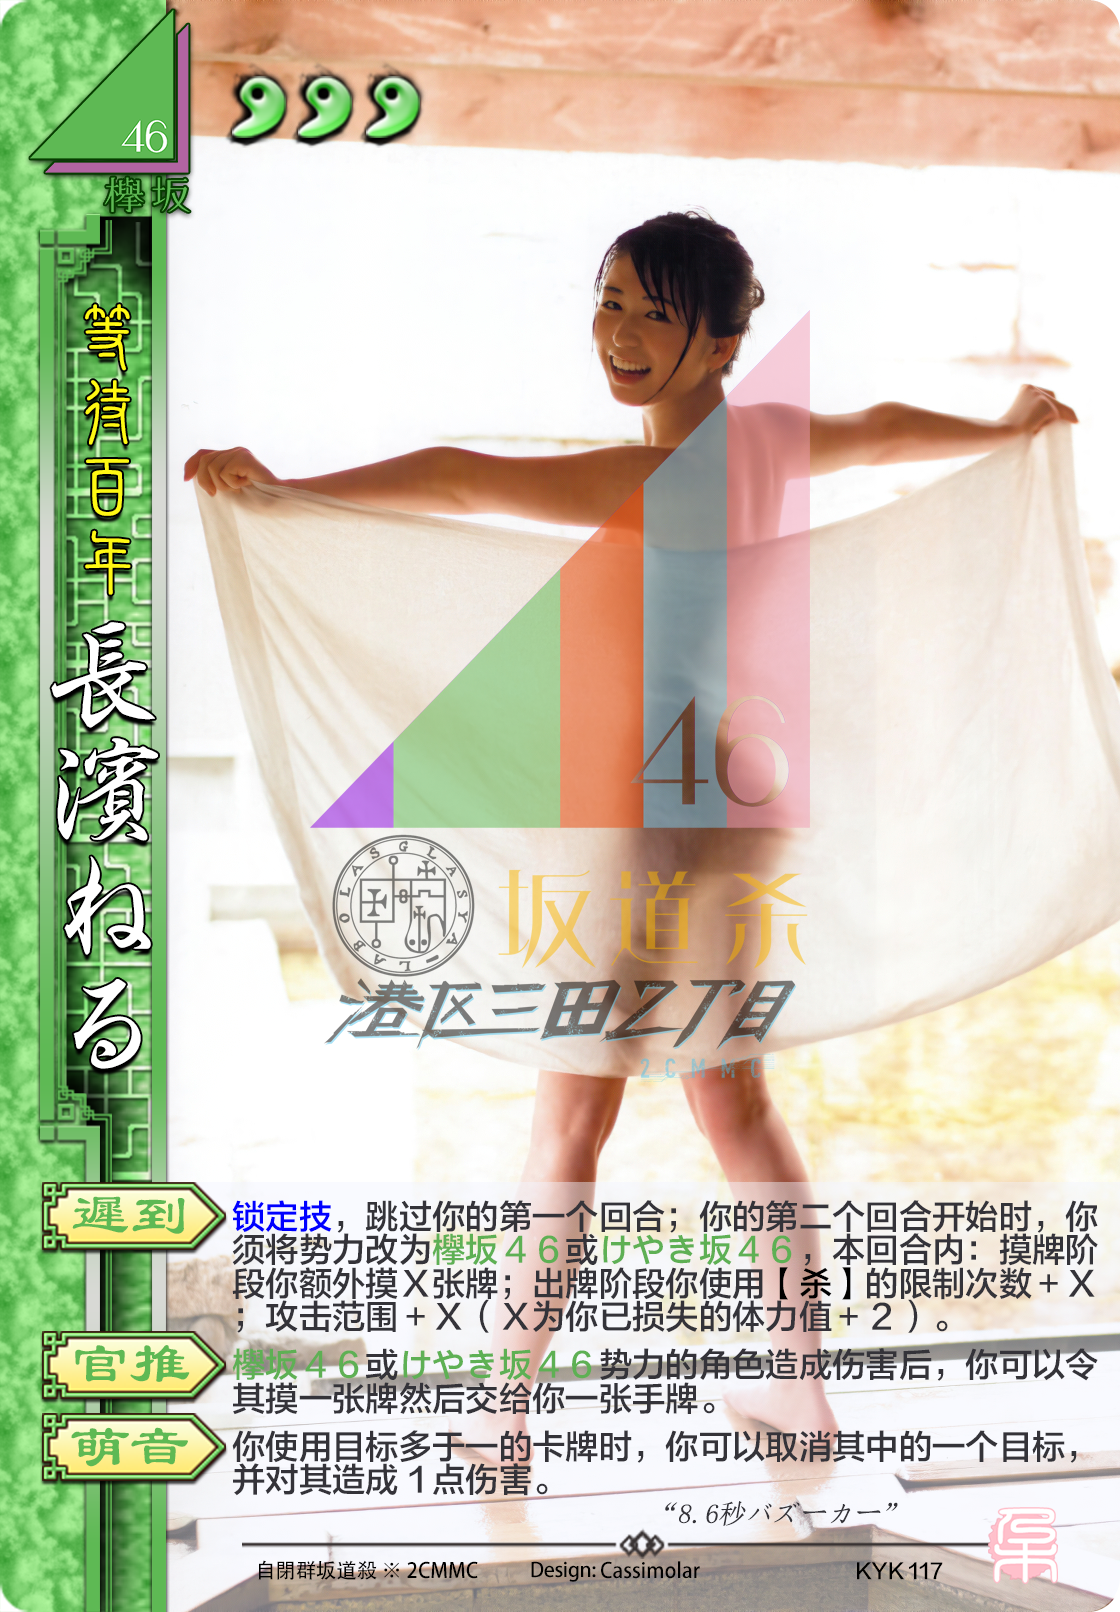 46
欅坂
等待百年
長濱ねる
46
GLASYALABOLAS
坂道杀
港区三田2丁目
2CMMC
遲到
锁定技，跳过你的第一个回合；你的第二个回合开始时，你
须将势力改为欅坂４６或けやき坂４６，本回合内：摸牌阶
段你额外摸Ｘ张牌；出牌阶段你使用【杀】的限制次数＋Ｘ
；攻击范围＋Ｘ（Ｘ为你已损失的体力值＋２）。
官推
欅坂４６或けやき坂４６势力的角色造成伤害后，你可以令
其摸一张牌然后交给你一张手牌。
萌音
你使用目标多于一的卡牌时，你可以取消其中的一个目标，
并对其造成１点伤害。
“8.6秒バズーカー”
自閉群坂道殺 ※ 2CMMC
Design: Cassimolar
KYK 117